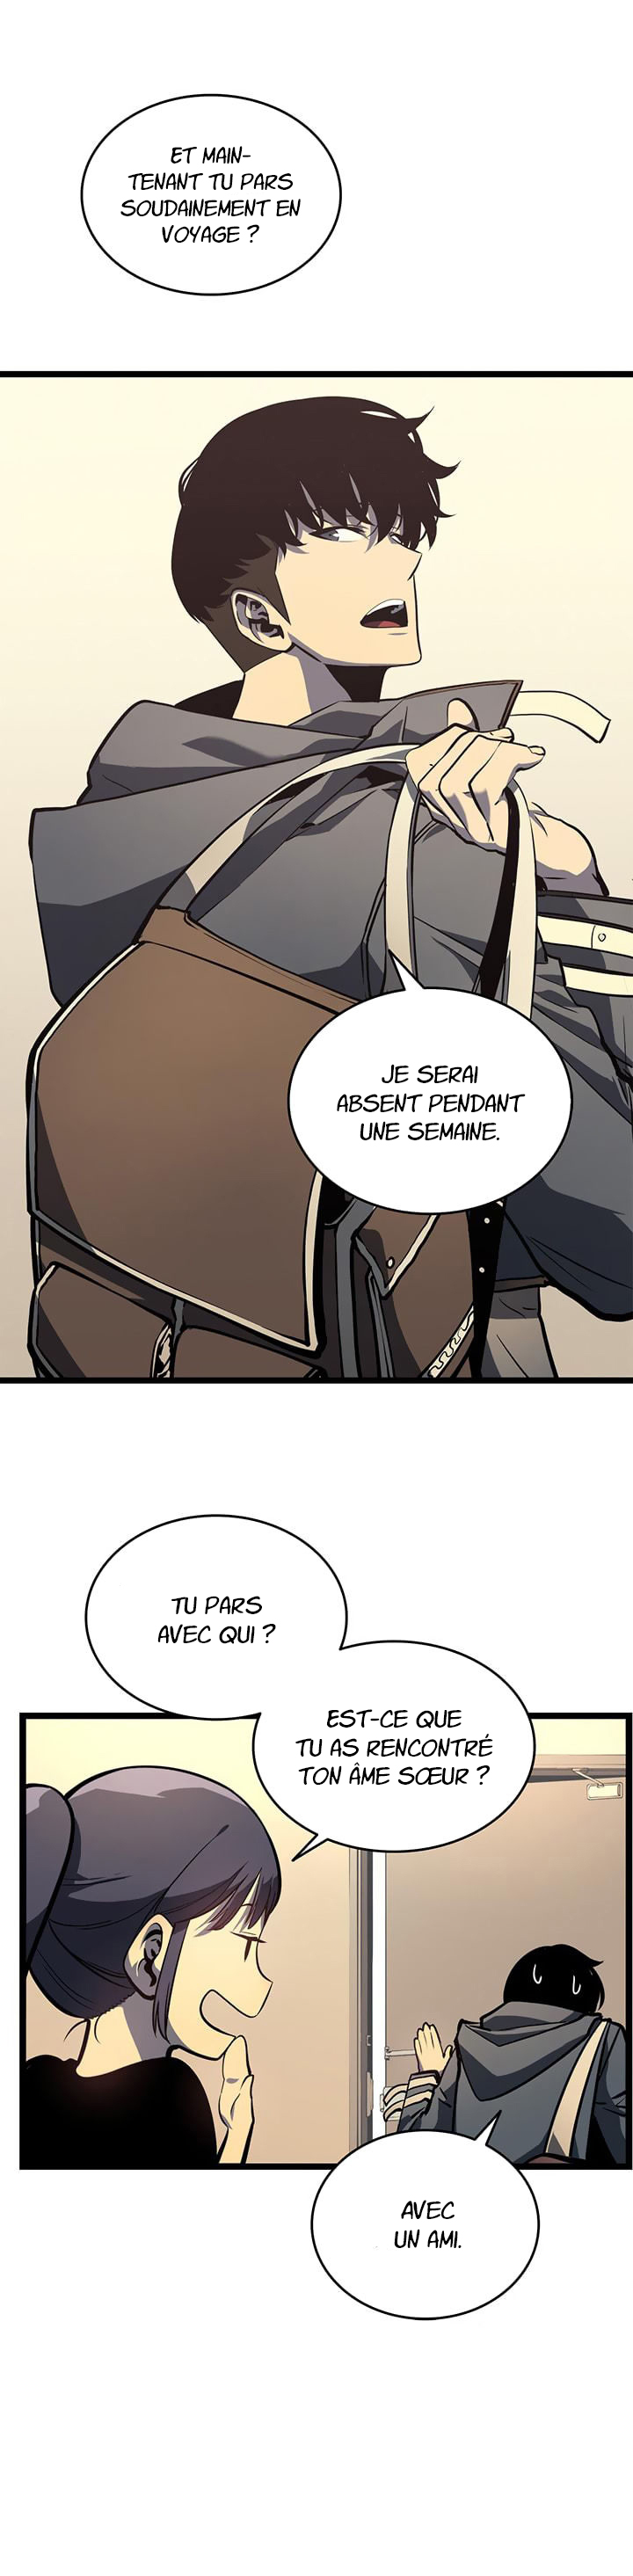 ET MAIN-
TENANT TU PARS
SOUDAINEMENT EN
VOYAGE ?
JE SERAI
ABSENT PENDANT
UNE SEMAINE.
TU PARS
AVEC QUI ?
EST-CE QUE
TU AS RENCONTRÉ
TON ÂME SŒUR ?
AVEC
UN AMI.